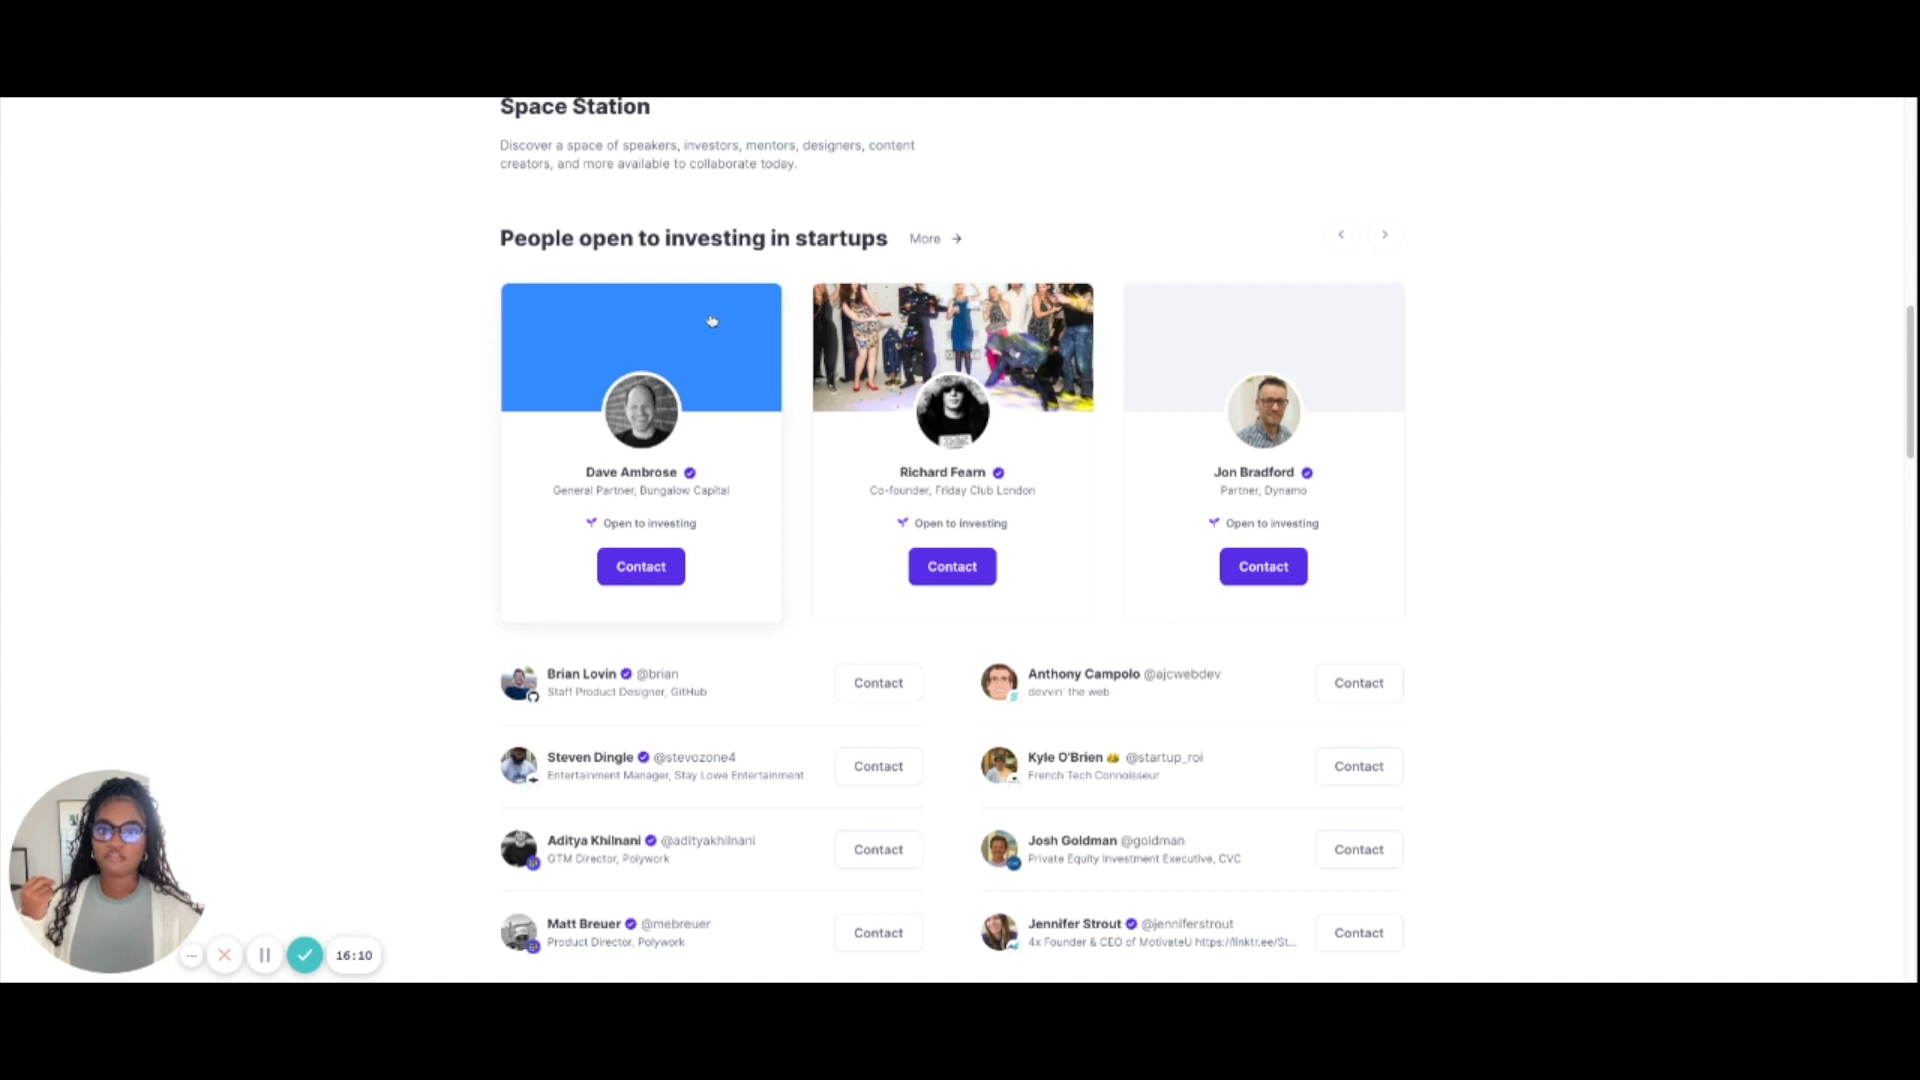 Space Station
Discover a space of speakers, investors, mentors, designers, content
creators, and more available to collaborate today.
People open to investing in startups More
Dave Ambrose
General Partner, Bungalow Capital
Open to investing
Contact
Richard Fearn
Co-founder, Friday Club London
Open to investing
Contact
Jon Bradford
Partner, Dynamo
Open to investing
Contact
Brian Lovin @brian
Staff Product Designer, GitHub
Contact
Anthony Campolo @ajcwebdev
devvin' the web
Contact
Steven Dingle @stevozone4
Entertainment Manager, Stay Lowe Entertainment
Contact
Kyle O'Brien @startup_roi
French Tech Connoisseur
Contact
Aditya Khilnani @adityakhilnani
GTM Director, Polywork
Contact
Josh Goldman @goldman
Private Equity Investment Executive, CVC
Contact
Matt Breuer @mebreuer
Product Director, Polywork
Contact
Jennifer Strout @jenniferstrout
4x Founder & CEO of MotivateU https://linktr.ee/St...
Contact
16:10